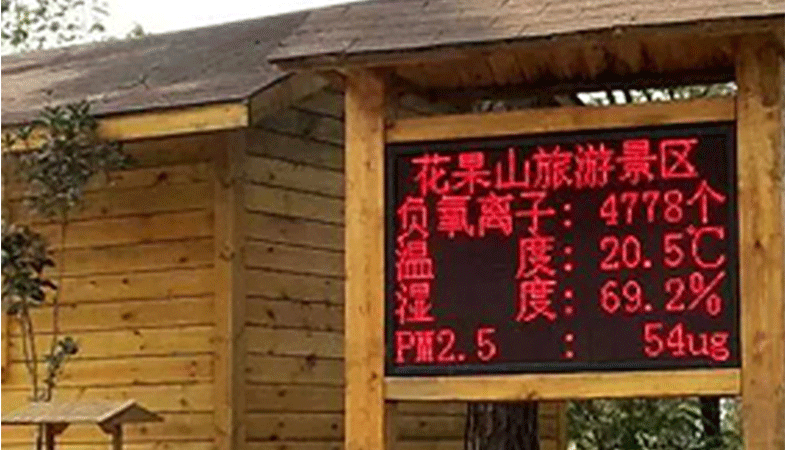 花果山旅游景区
负氧离子：4778个
温 度：20.5℃
湿 度：69.2%
PM2.5 ：54ug